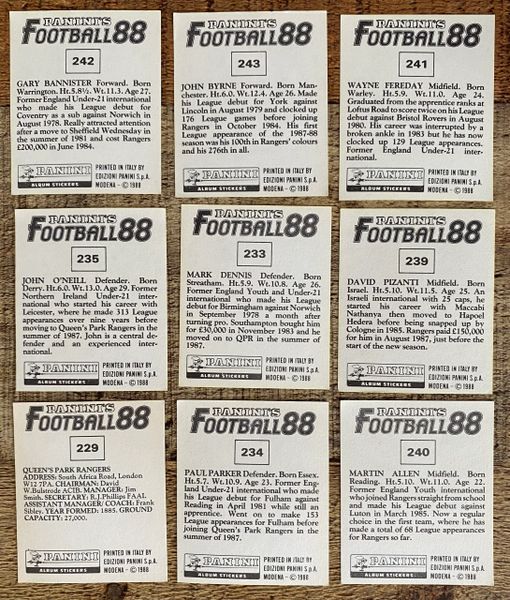 PANINI'S
FOOTBALL 88
242
GARY BANNISTER Forward. Born
Warrington. Ht.5.8½. Wt.11.3. Age 27.
Former England Under-21 international
who made his League debut for
Coventry as a sub against Norwich in
August 1978. Really attracted attention
after a move to Sheffield Wednesday in
the summer of 1981 and cost Rangers
£200,000 in June 1984.
PANINI
ALBUM STICKERS
PRINTED IN ITALY BY
EDIZIONI PANINI S.p.A.
MODENA - © 1988
PANINI'S
FOOTBALL 88
243
JOHN BYRNE Forward. Born Man-
chester. Ht.6.0. Wt.12.4. Age 26. Made
his League debut for York against
Lincoln in August 1979 and clocked up
176 League games before joining
Rangers in October 1984. His first
League appearance of the 1987-88
season was his 100th in Rangers' colours
and his 276th in all.
PANINI
ALBUM STICKERS
PRINTED IN ITALY BY
EDIZIONI PANINI S.p.A.
MODENA - © 1988
PANINI'S
FOOTBALL 88
241
WAYNE FEREDAY Midfield. Born
Warley. Ht.5.9. Wt.11.0. Age 24.
Graduated from the apprentice ranks at
Loftus Road to score twice on his League
debut against Bristol Rovers in August
1980. His career was interrupted by a
broken ankle in 1983 but he has now
clocked up 129 League appearances.
Former England Under-21 inter-
national.
PANINI
ALBUM STICKERS
PRINTED IN ITALY BY
EDIZIONI PANINI S.p.A.
MODENA - © 1988
PANINI'S
FOOTBALL 88
235
JOHN O'NEILL Defender. Born
Derry. Ht.6.0. Wt.13.0. Age 29. Former
Northern Ireland Under-21 inter-
national who started his career with
Leicester, where he made 313 League
appearances over nine years before
moving to Queen's Park Rangers in the
summer of 1987. John is a central de-
fender and an experienced inter-
national.
PANINI
ALBUM STICKERS
PRINTED IN ITALY BY
EDIZIONI PANINI S.p.A.
MODENA - © 1988
PANINI'S
FOOTBALL 88
233
MARK DENNIS Defender. Born
Streatham. Ht.5.9. Wt.10.8. Age 26.
Former England Youth and Under-21
international who made his League
debut for Birmingham against Norwich
in September 1978 a month after
turning pro. Southampton bought him
for £30,000 in November 1983 and he
moved on to QPR in the summer of
1987.
PANINI
ALBUM STICKERS
PRINTED IN ITALY BY
EDIZIONI PANINI S.p.A.
MODENA - © 1988
PANINI'S
FOOTBALL 88
239
DAVID PIZANTI Midfield. Born
Israel. Ht.5.10. Wt.11.5. Age 25. An
Israeli international with 25 caps, he
started his career with Maccabi
Nathanya then moved to Hapoel
Hedera before being snapped up by
Cologne in 1985. Rangers paid £150,000
for him in August 1987, just before the
start of the new season.
PANINI
ALBUM STICKERS
PRINTED IN ITALY BY
EDIZIONI PANINI S.p.A.
MODENA - © 1988
PANINI'S
FOOTBALL 88
229
QUEEN'S PARK RANGERS
ADDRESS: South Africa Road, London
W12 7PA. CHAIRMAN: David
W.Bulstrode ACIB. MANAGER: Jim
Smith. SECRETARY: R.J.Phillips FAAI.
ASSISTANT MANAGER/COACH: Frank
Sibley. YEAR FORMED: 1885. GROUND
CAPACITY: 27,000.
PANINI
ALBUM STICKERS
PRINTED IN ITALY BY
EDIZIONI PANINI S.p.A.
MODENA - © 1988
PANINI'S
FOOTBALL 88
234
PAUL PARKER Defender. Born Essex.
Ht.5.7. Wt.10.9. Age 23. Former Eng-
land Under-21 international who made
his League debut for Fulham against
Reading in April 1981 while still an
apprentice. Went on to make 153
League appearances for Fulham before
joining Queen's Park Rangers in the
summer of 1987.
PANINI
ALBUM STICKERS
PRINTED IN ITALY BY
EDIZIONI PANINI S.p.A.
MODENA - © 1988
PANINI'S
FOOTBALL 88
240
MARTIN ALLEN Midfield. Born
Reading. Ht.5.10. Wt.11.0. Age 22.
Former England Youth international
who joined Rangers straight from school
and made his League debut against
Luton in March 1985. Now a regular
choice in the first team, where he has
made a total of 68 League appearances
for Rangers so far.
PANINI
ALBUM STICKERS
PRINTED IN ITALY BY
EDIZIONI PANINI S.p.A.
MODENA - © 1988